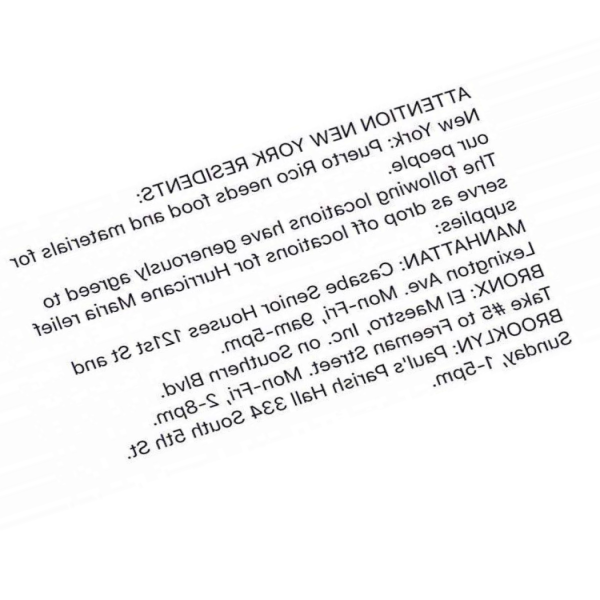 ATTENTION NEW YORK RESIDENTS:
New York: Puerto Rico needs food and materials for
our people.
The following locations have generously agreed to
serve as drop off locations for Hurricane Maria relief
supplies:
MANHATTAN: Casabe Senior Houses 121st St and
Lexington Ave. Mon-Fri, 9am-5pm.
BRONX: El Maestro, Inc. on Southern Blvd.
Take #5 to Freeman Street. Mon-Fri, 2-8pm.
BROOKLYN: Paul's Parish Hall 334 South 5th St.
Sunday, 1-5pm.